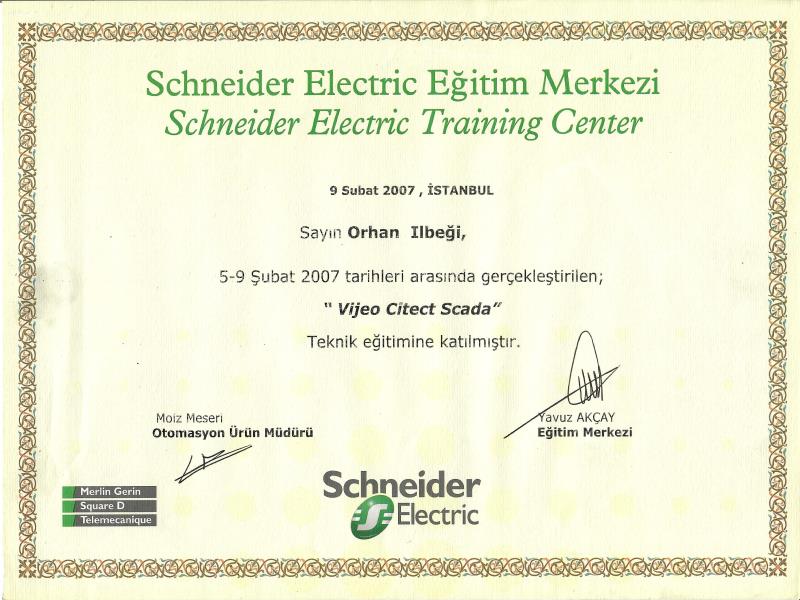 Schneider Electric Eğitim Merkezi
Schneider Electric Training Center
9 Subat 2007 , İSTANBUL
Sayın Orhan Ilbeği,
5-9 Şubat 2007 tarihleri arasında gerçekleştirilen;
“ Vijeo Citect Scada”
Teknik eğitimine katılmıştır.
Moiz Meseri
Otomasyon Ürün Müdürü
Yavuz AKÇAY
Eğitim Merkezi
Merlin Gerin
Square D
Telemecanique
Schneider
Electric